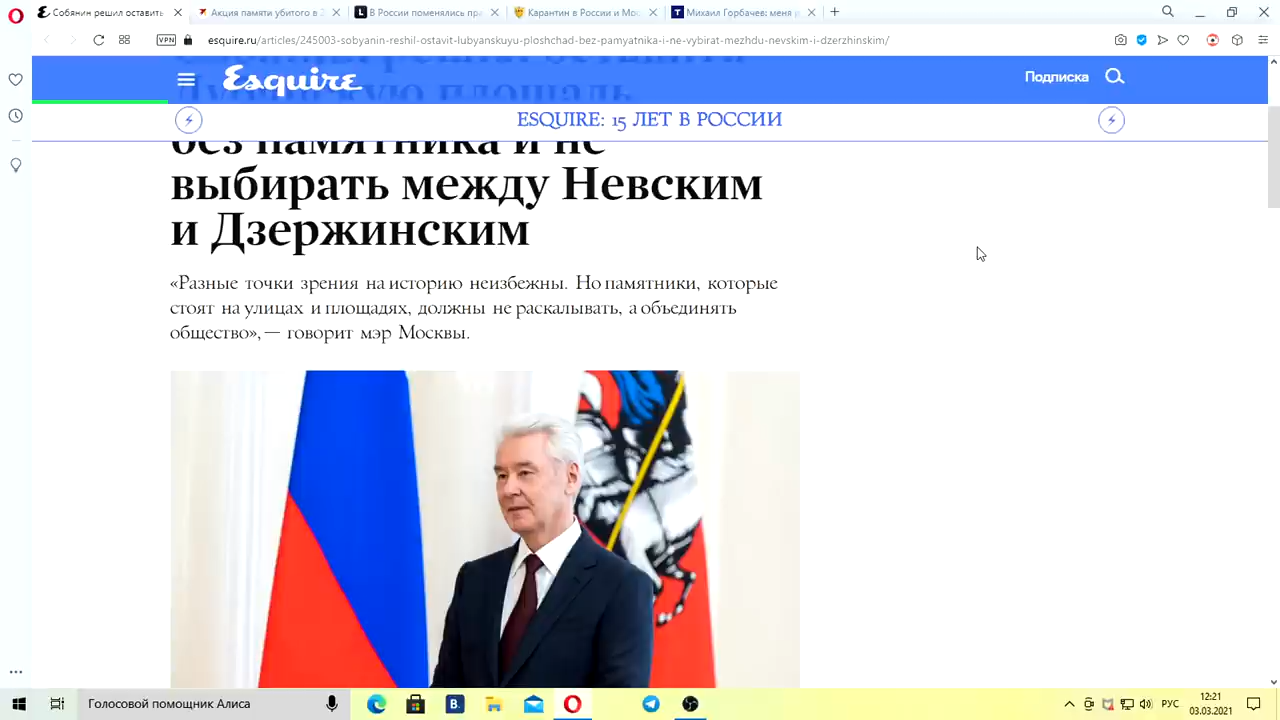 Собянин решил оставить
Акция памяти убитого в
В России поменялись пра
Карантин в России и Мос
Михаил Горбачев: меня р
VPN
esquire.ru/articles/245003-sobyanin-reshil-ostavit-lubyanskuyu-ploshchad-bez-pamyatnika-i-ne-vybirat-mezhdu-nevskim-i-dzerzhinskim/
Esquire
Подписка
ESQUIRE: 15 ЛЕТ В РОССИИ
без памятника и не
выбирать между Невским
и Дзержинским
«Разные точки зрения на историю неизбежны. Но памятники, которые
стоят на улицах и площадях, должны не раскалывать, а объединять
общество», — говорит мэр Москвы.
Голосовой помощник Алиса
РУС
12:21
03.03.2021